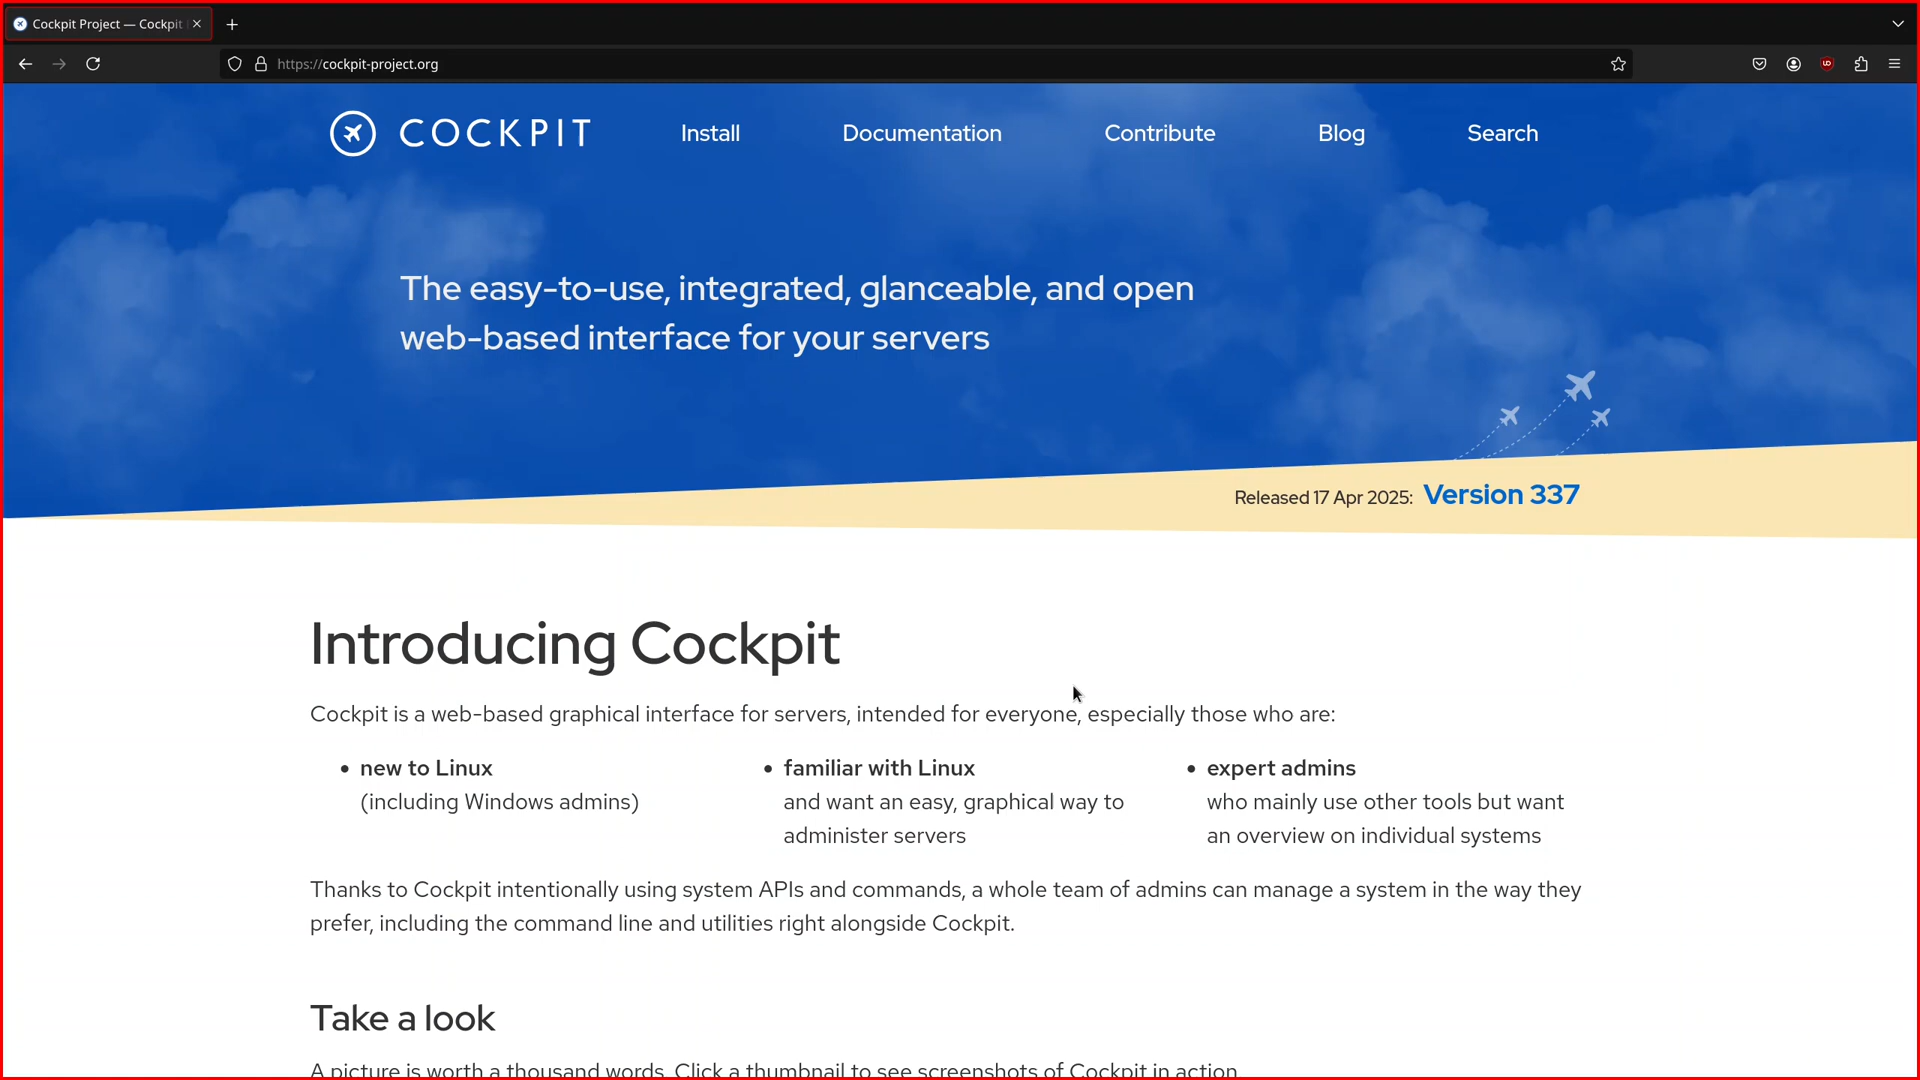 Cockpit Project — Cockpit
https://cockpit-project.org
COCKPIT
Install
Documentation
Contribute
Blog
Search
The easy-to-use, integrated, glanceable, and open
web-based interface for your servers
Released 17 Apr 2025: Version 337
Introducing Cockpit
Cockpit is a web-based graphical interface for servers, intended for everyone, especially those who are:
• new to Linux
(including Windows admins)
• familiar with Linux
and want an easy, graphical way to
administer servers
• expert admins
who mainly use other tools but want
an overview on individual systems
Thanks to Cockpit intentionally using system APIs and commands, a whole team of admins can manage a system in the way they
prefer, including the command line and utilities right alongside Cockpit.
Take a look
A picture is worth a thousand words. Click a thumbnail to see screenshots of Cockpit in action.